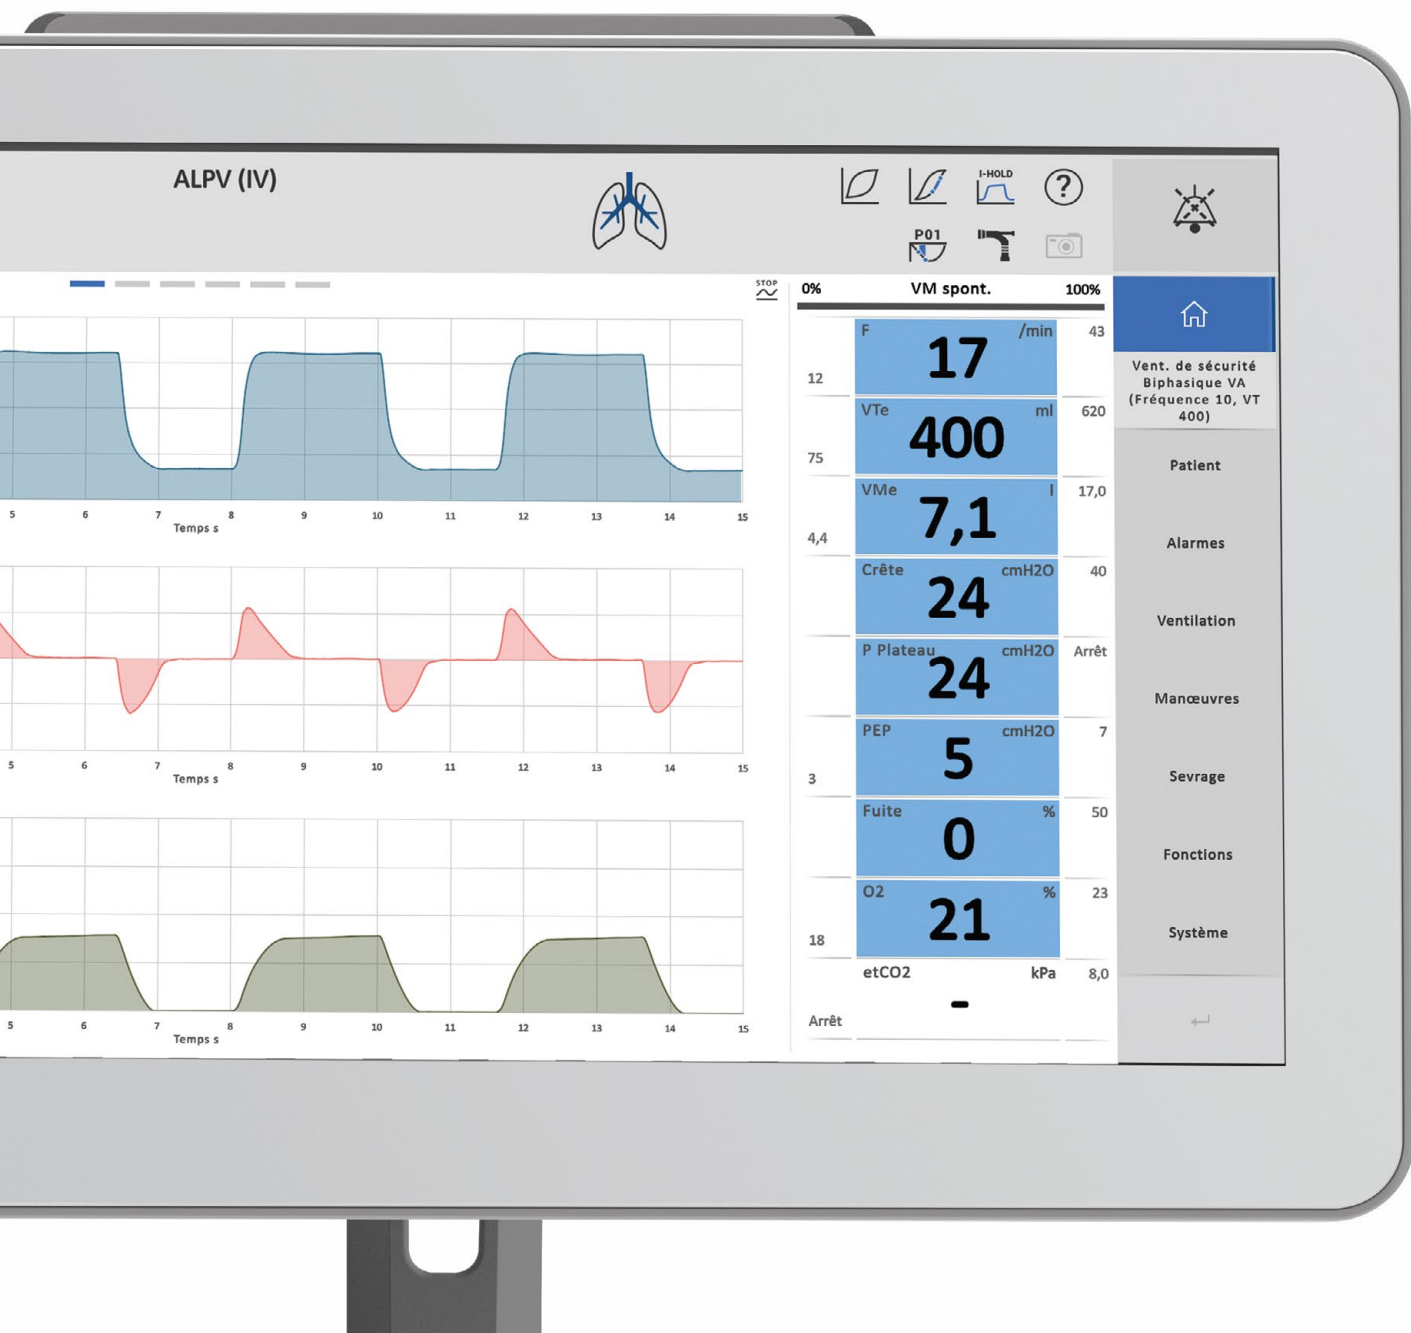 ALPV (IV)
I-HOLD
?
P01
STOP
0% VM spont. 100%
F /min 43
17
12
VTe ml 620
400
75
VMe l 17,0
7,1
4,4
Crête cmH2O 40
24
P Plateau cmH2O Arrêt
24
PEP cmH2O 7
5
3
Fuite % 50
0
O2 % 23
21
18
etCO2 kPa 8,0
-
Arrêt
Vent. de sécurité
Biphasique VA
(Fréquence 10, VT
400)
Patient
Alarmes
Ventilation
Manœuvres
Sevrage
Fonctions
Système
5 6 7 8 9 10 11 12 13 14 15
Temps s
5 6 7 8 9 10 11 12 13 14 15
Temps s
5 6 7 8 9 10 11 12 13 14 15
Temps s